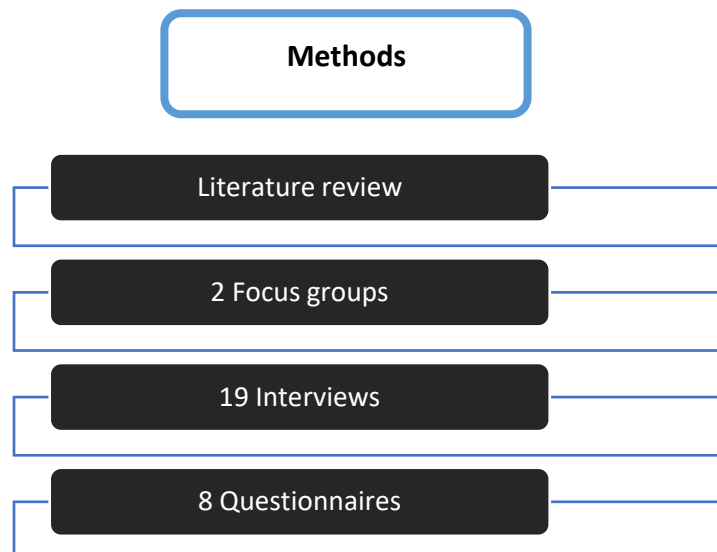 Methods
Literature review
2 Focus groups
19 Interviews
8 Questionnaires